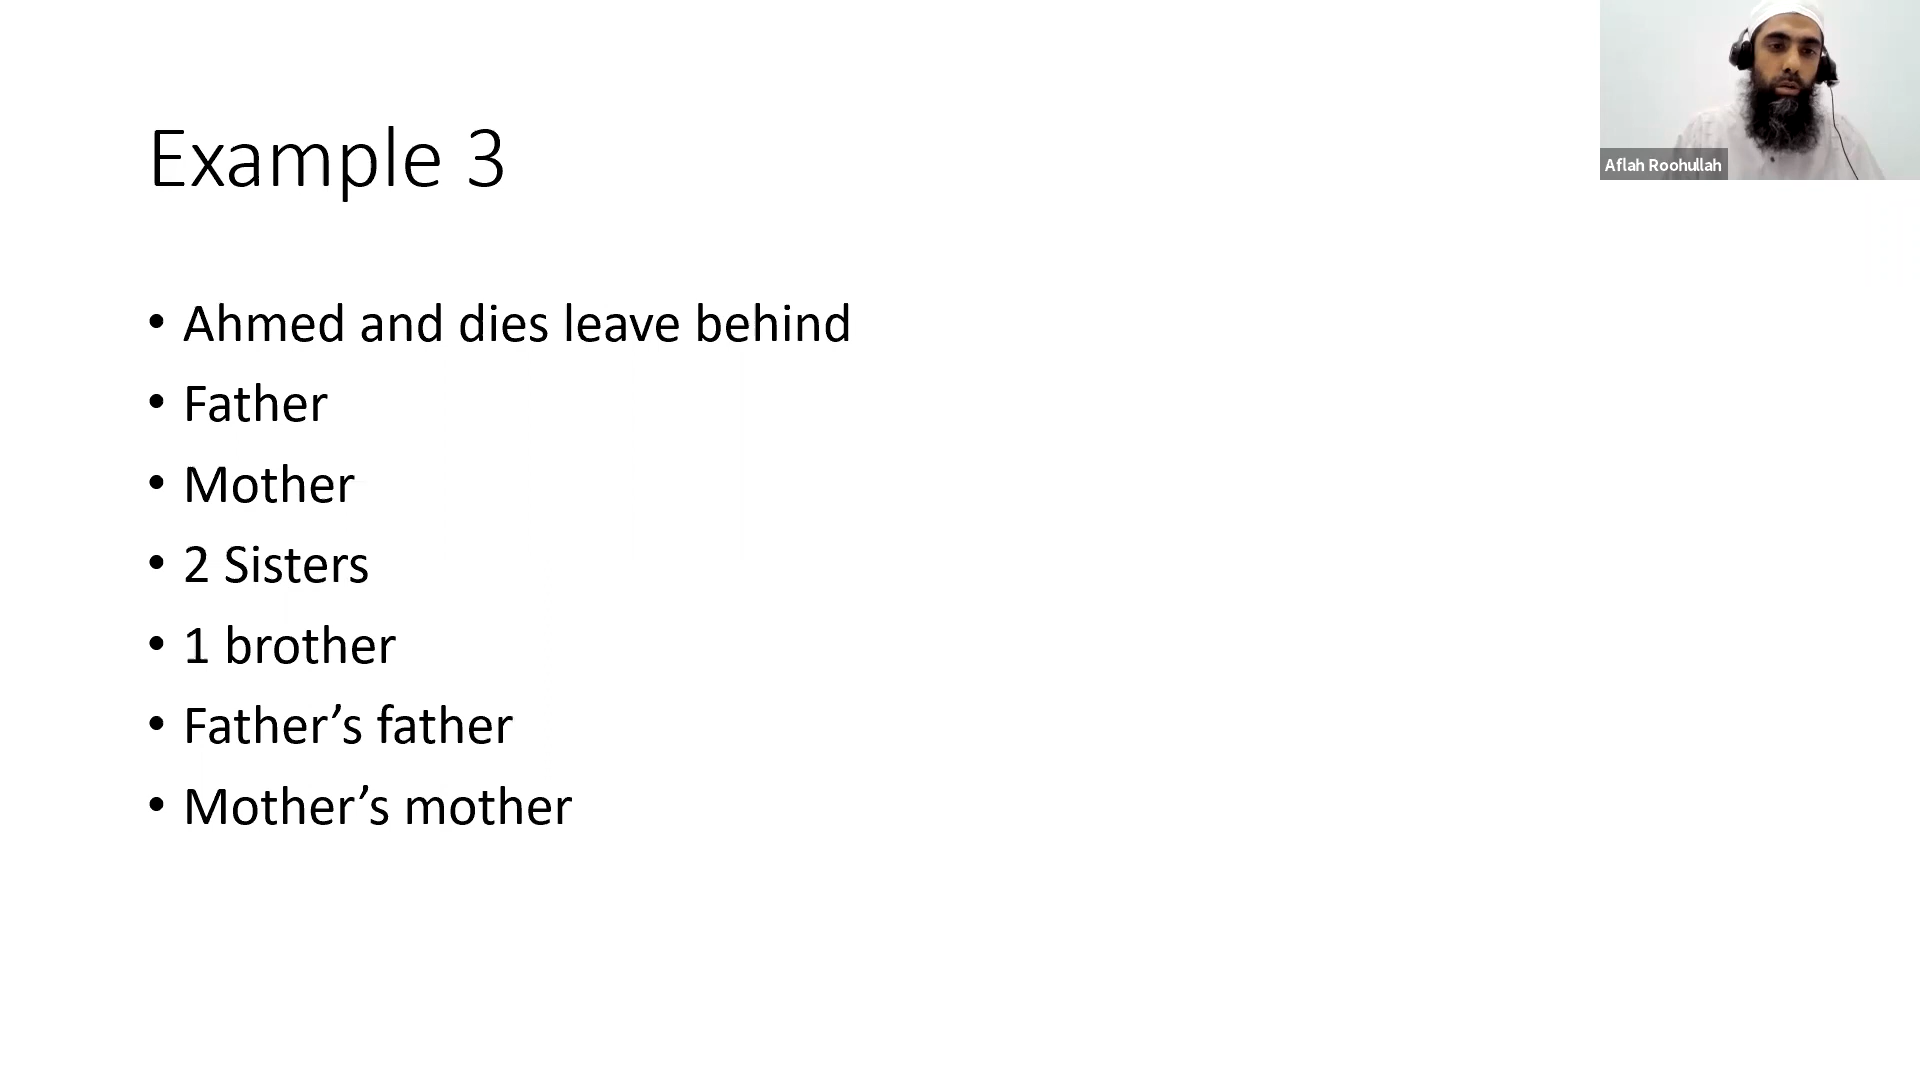 Example 3
• Ahmed and dies leave behind
• Father
• Mother
• 2 Sisters
• 1 brother
• Father’s father
• Mother’s mother
Aflah Roohullah